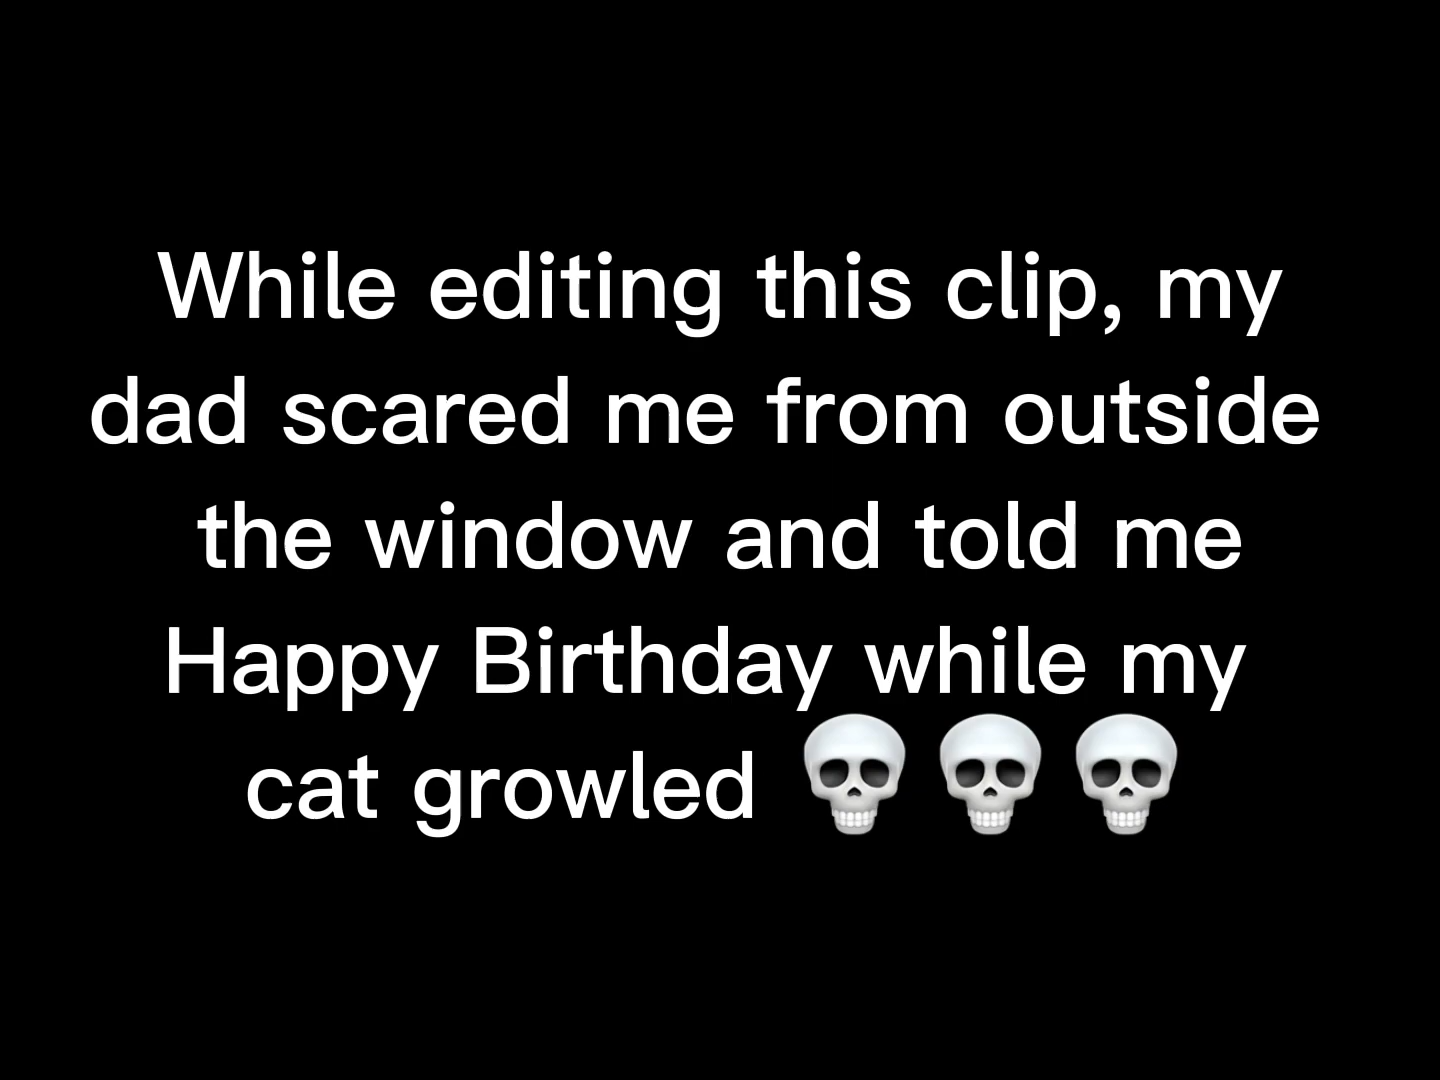 While editing this clip, my
dad scared me from outside
the window and told me
Happy Birthday while my
cat growled 💀 💀 💀